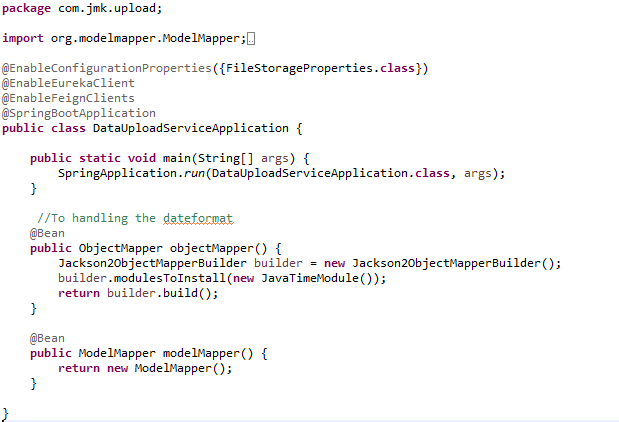 package com.jmk.upload;
import org.modelmapper.ModelMapper;
@EnableConfigurationProperties({FileStorageProperties.class})
@EnableEurekaClient
@EnableFeignClients
@SpringBootApplication
public class DataUploadServiceApplication {
public static void main(String[] args) {
SpringApplication.run(DataUploadServiceApplication.class, args);
}
//To handling the dateformat
@Bean
public ObjectMapper objectMapper() {
Jackson2ObjectMapperBuilder builder = new Jackson2ObjectMapperBuilder();
builder.modulesToInstall(new JavaTimeModule());
return builder.build();
}
@Bean
public ModelMapper modelMapper() {
return new ModelMapper();
}
}